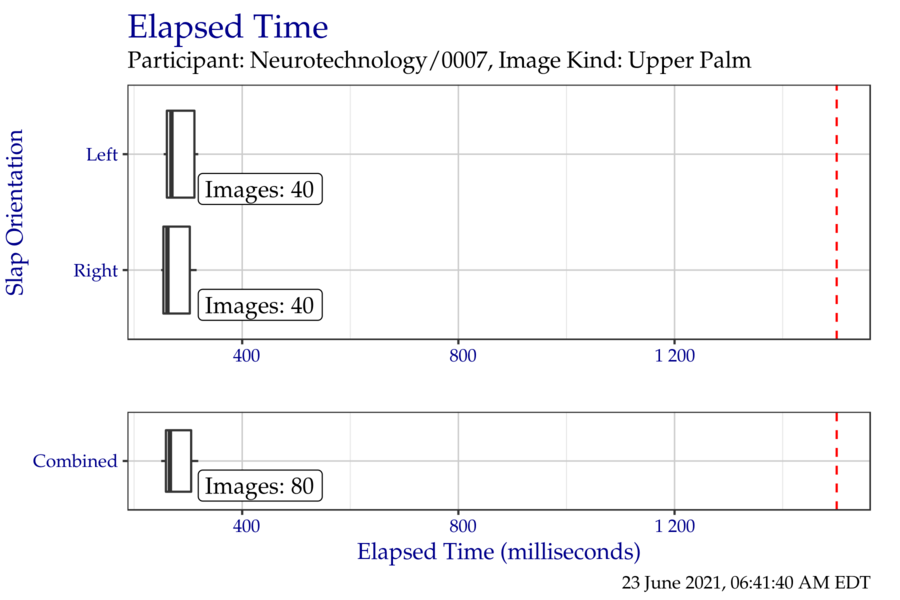 Elapsed Time
Participant: Neurotechnology/0007, Image Kind: Upper Palm
Slap Orientation
Left
Images: 40
Right
Images: 40
400 800 1 200
Combined
Images: 80
400 800 1 200
Elapsed Time (milliseconds)
23 June 2021, 06:41:40 AM EDT